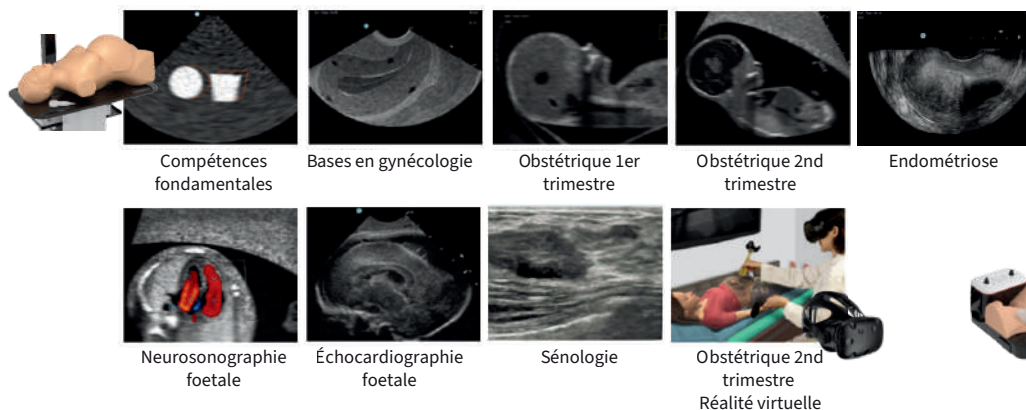 Compétences
fondamentales
Bases en gynécologie
Obstétrique 1er
trimestre
Obstétrique 2nd
trimestre
Endométriose
Neurosonographie
foetale
Échocardiographie
foetale
Sénologie
Obstétrique 2nd
trimestre
Réalité virtuelle